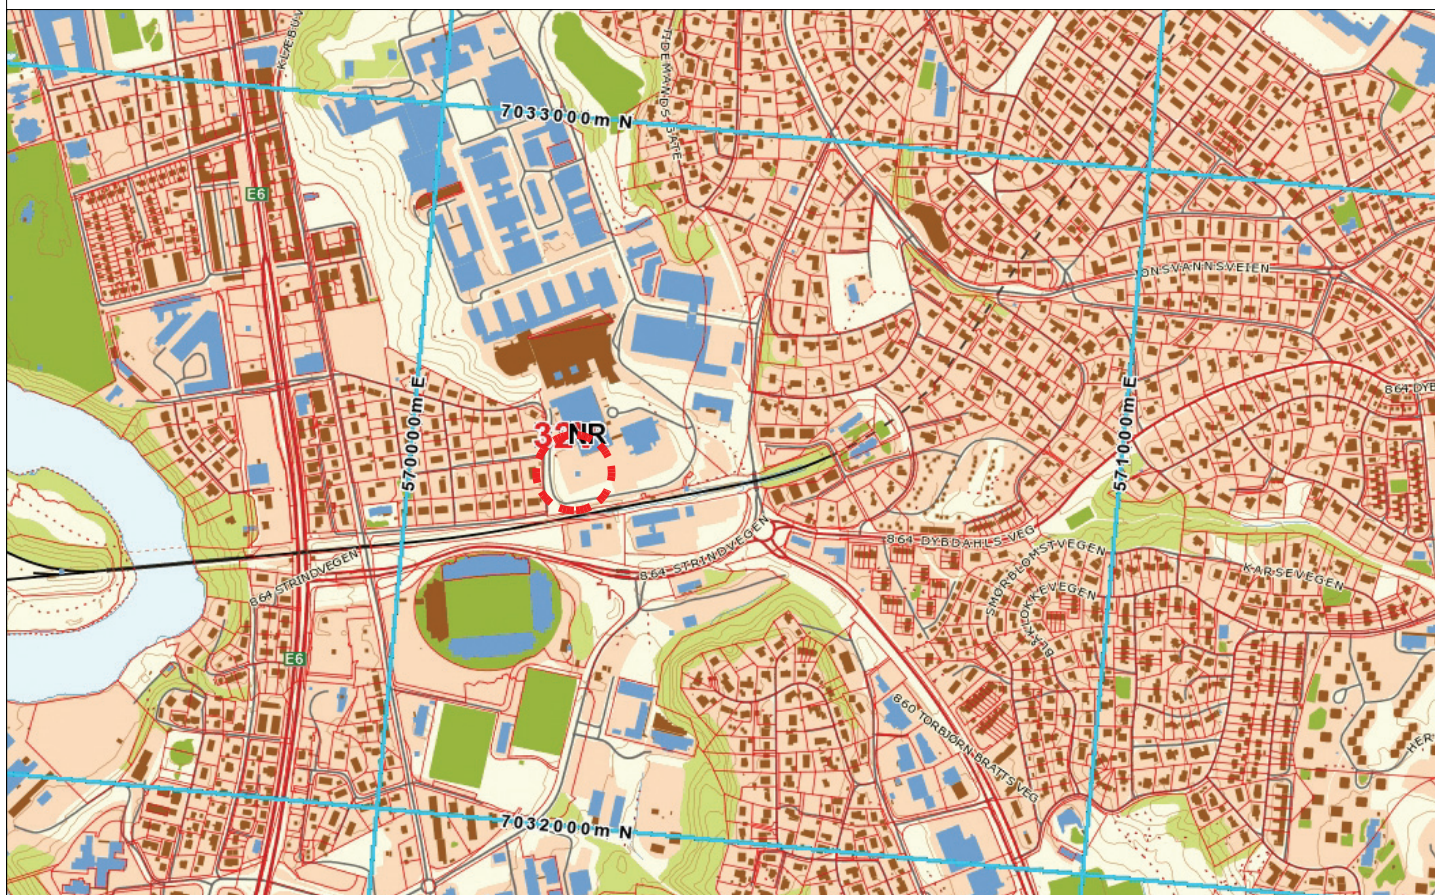 KLÆBUV
TIDEMANDS GATE
7033000m N
E6
JONSVANNSVEIEN
570000m E
571000m E
864 DYB
32 NR
864 STRINDVEGEN
864 STRINDVEGEN
864 DYBDAHLS VEG
SMØRBLOMSTVEGEN
BLÅKLOKKEVEGEN
KARSEVEGEN
E6
860 TORBJØRN BRATTS VEG
HER
7032000m N